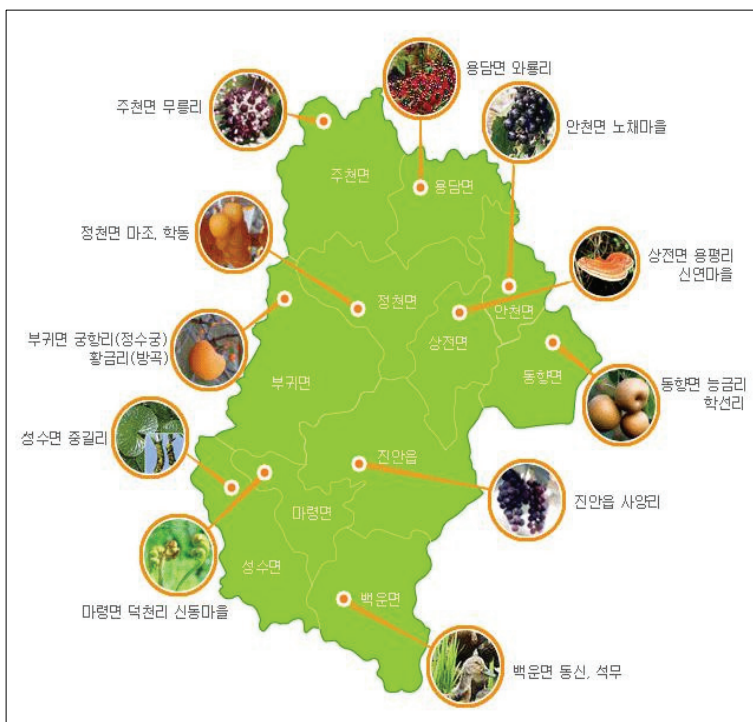 용담면 와룡리
주천면 무릉리
안천면 노채마을
주천면
용담면
정천면 마조, 학동
상전면 용평리
신연마을
정천면
안천면
부귀면 궁항리(정수궁)
황금리(방곡)
상전면
부귀면
동향면
동향면 능금리
학선리
성수면 중길리
진안읍
진안읍 사양리
마령면
성수면
마령면 덕천리 신동마을
백운면
백운면 동신, 석무